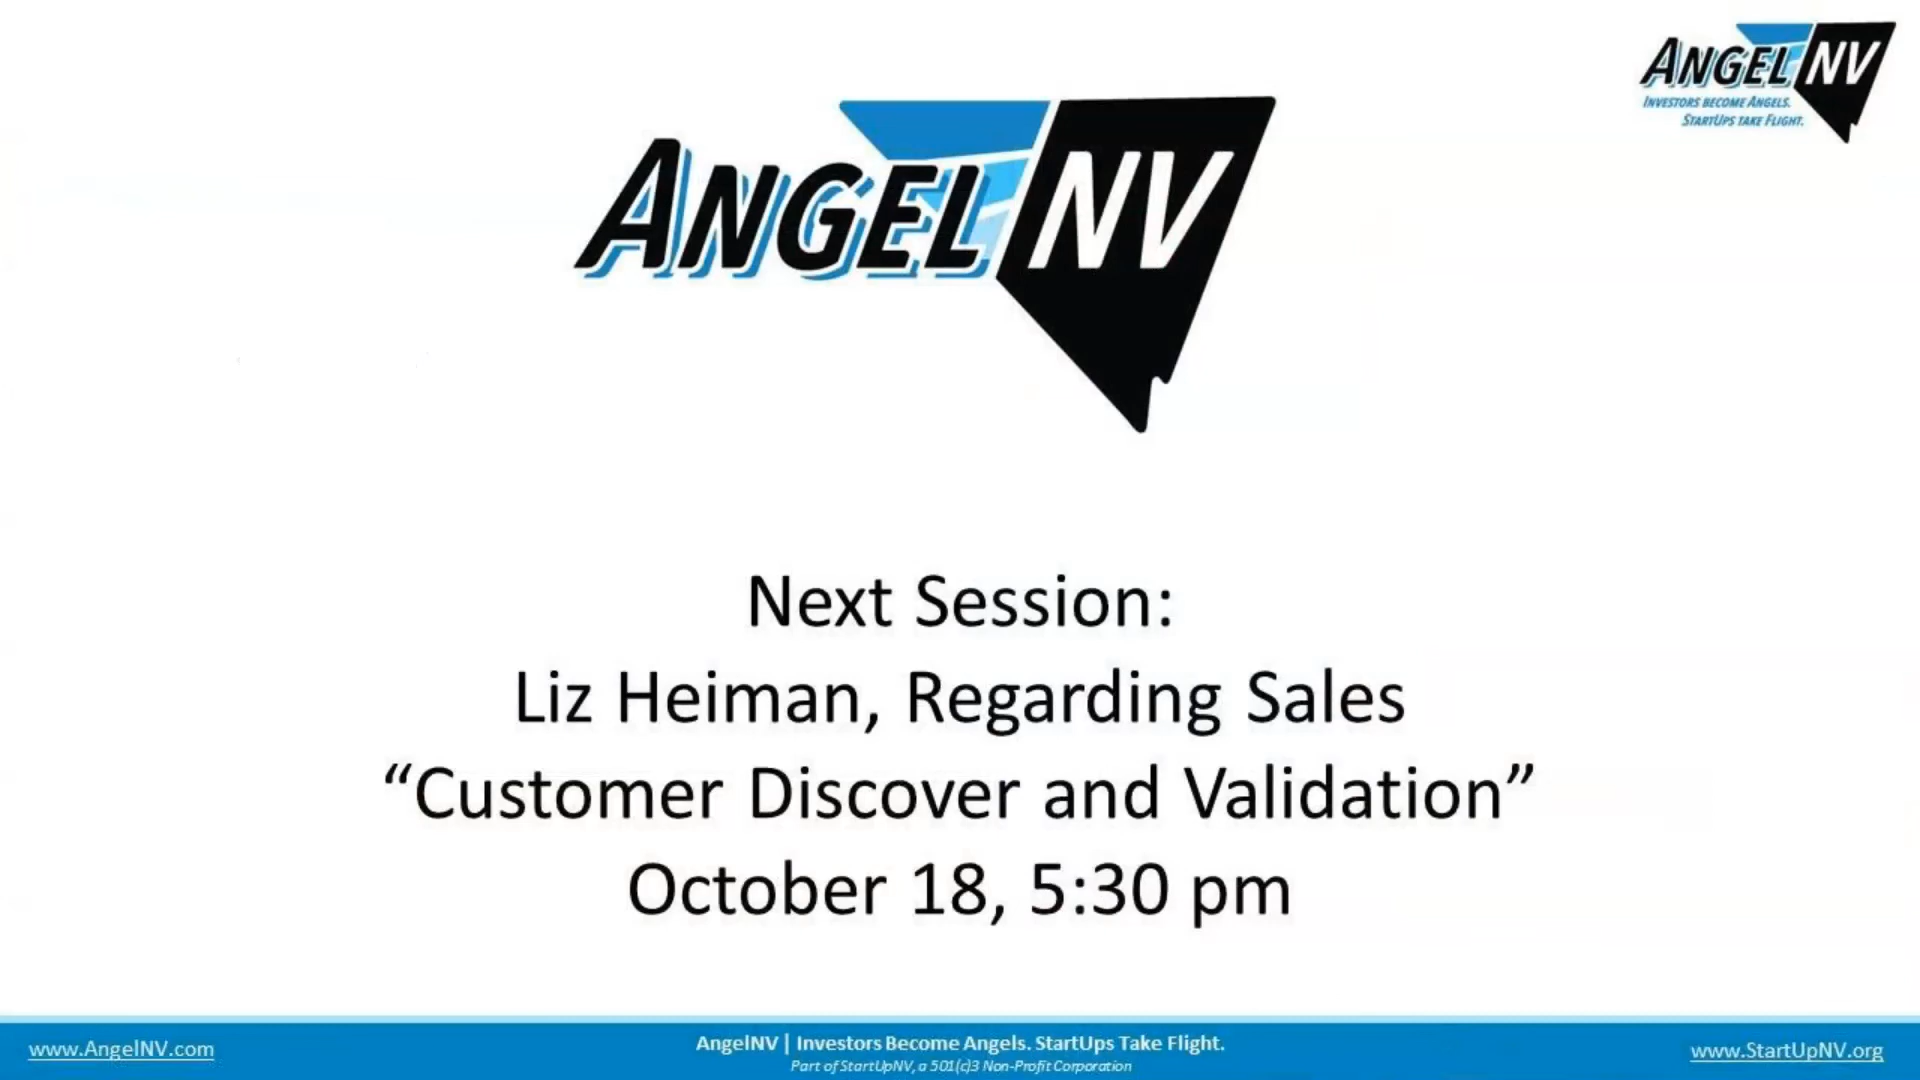 ANGEL NV
INVESTORS BECOME ANGELS.
STARTUPS TAKE FLIGHT.
ANGEL NV
Next Session:
Liz Heiman, Regarding Sales
“Customer Discover and Validation”
October 18, 5:30 pm
www.AngelNV.com
AngelNV | Investors Become Angels. StartUps Take Flight.
Part of StartUpNV, a 501(c)3 Non-Profit Corporation
www.StartUpNV.org